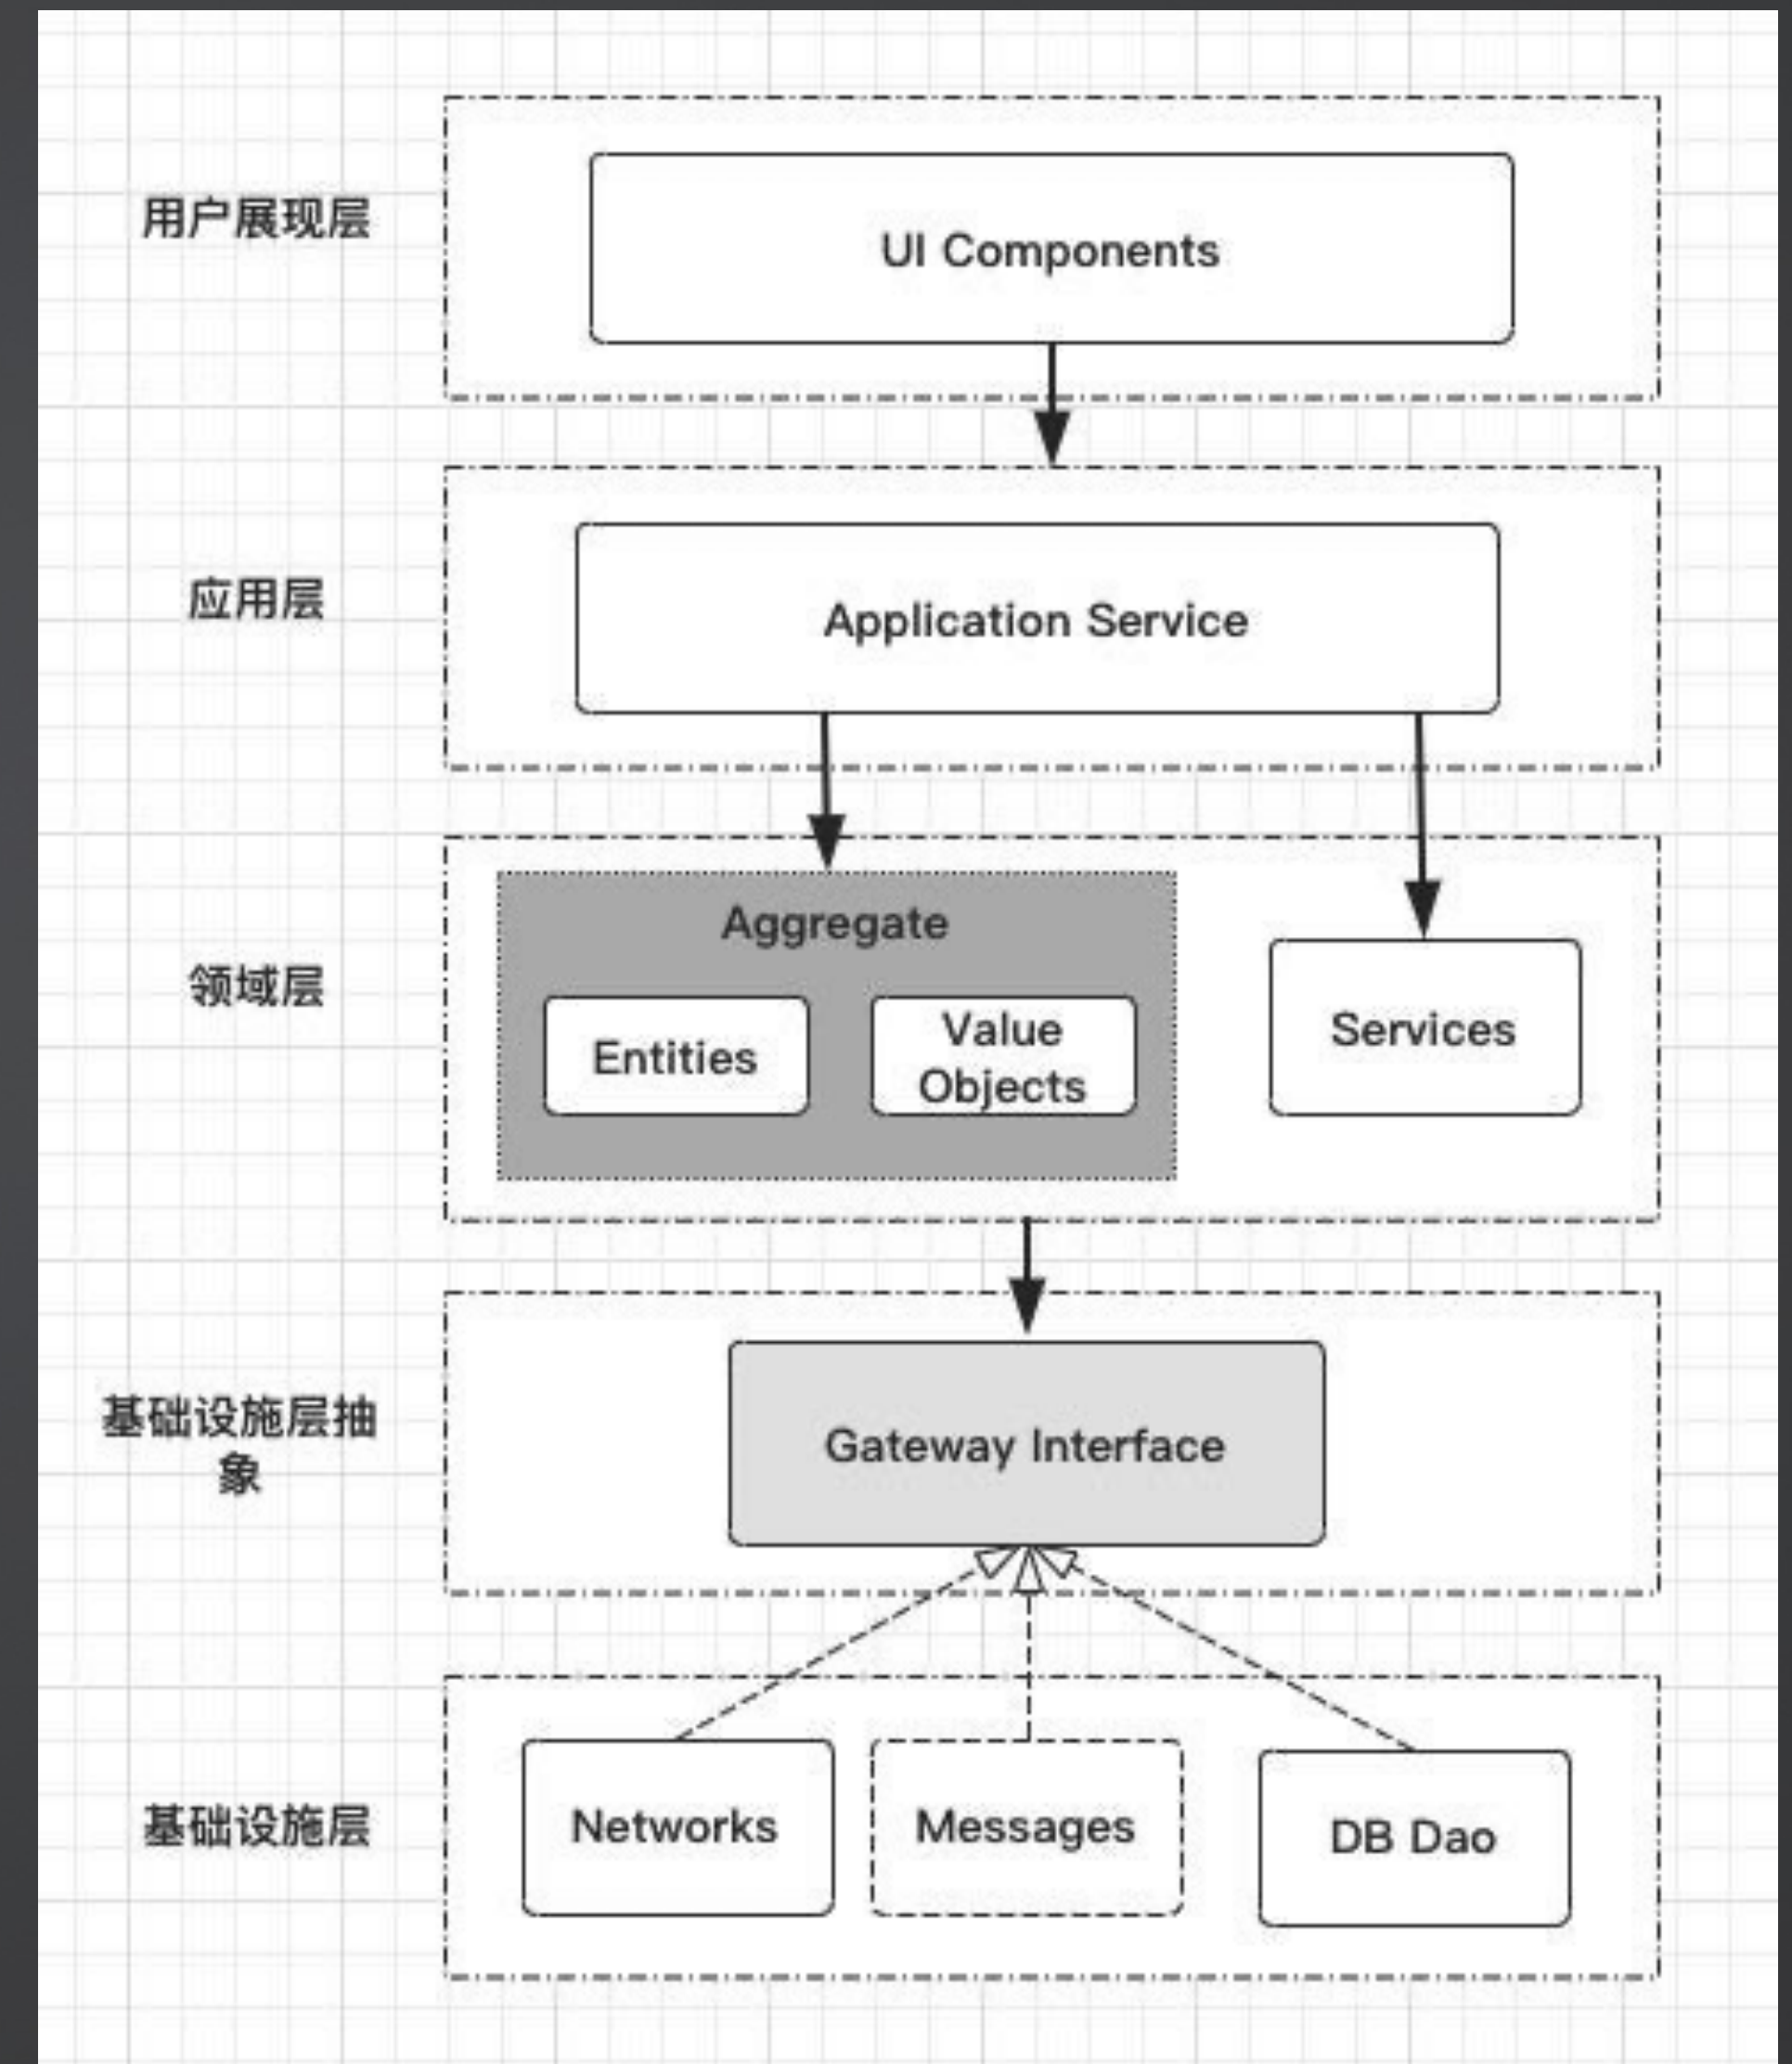 用户展现层
UI Components
应用层
Application Service
领域层
Aggregate
Entities
Value
Objects
Services
基础设施层抽
象
Gateway Interface
基础设施层
Networks
Messages
DB Dao